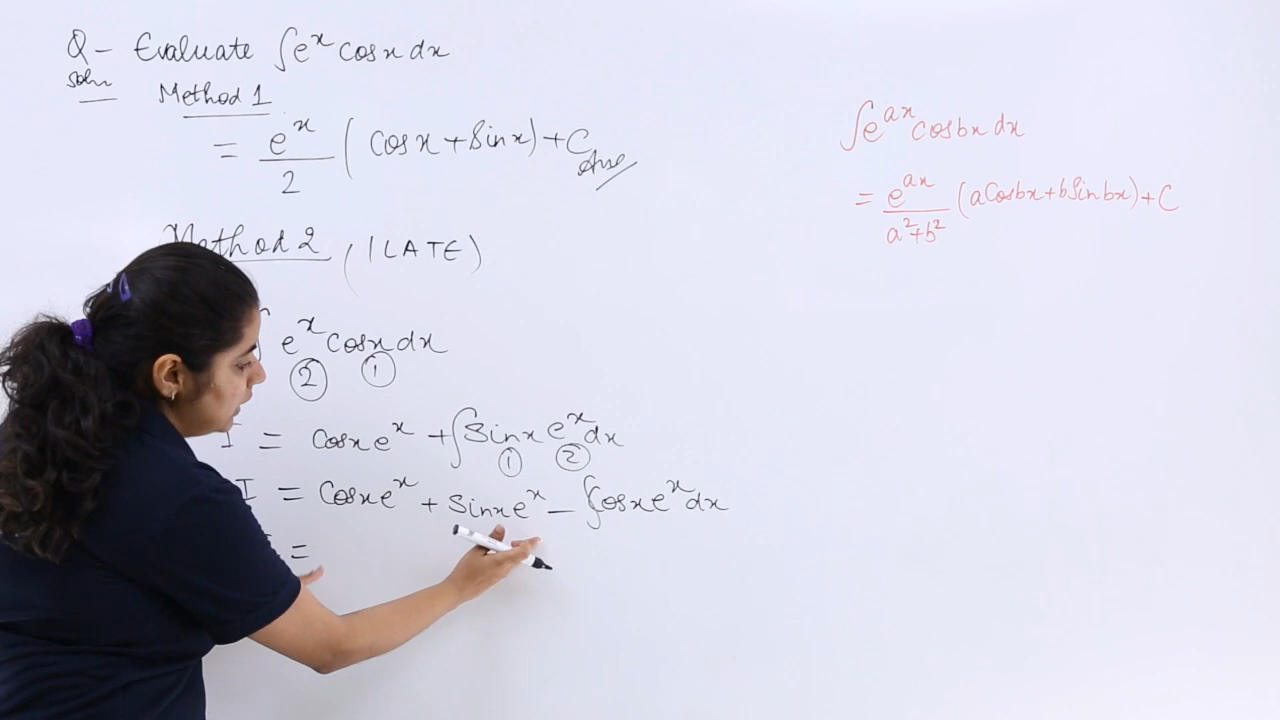 Q- Evaluate ∫e^x cosx dx
Soln
Method 1
= e^x/2 (cosx + sinx) + C Ans
Method 2 (ILATE)
∫ e^x cosx dx
② ①
I = cosx e^x + ∫sinx e^x dx
① ②
I = cosx e^x + sinx e^x - ∫cosx e^x dx
=
∫e^ax cosbx dx
= e^ax/a²+b² (a cosbx + b sinbx) + C